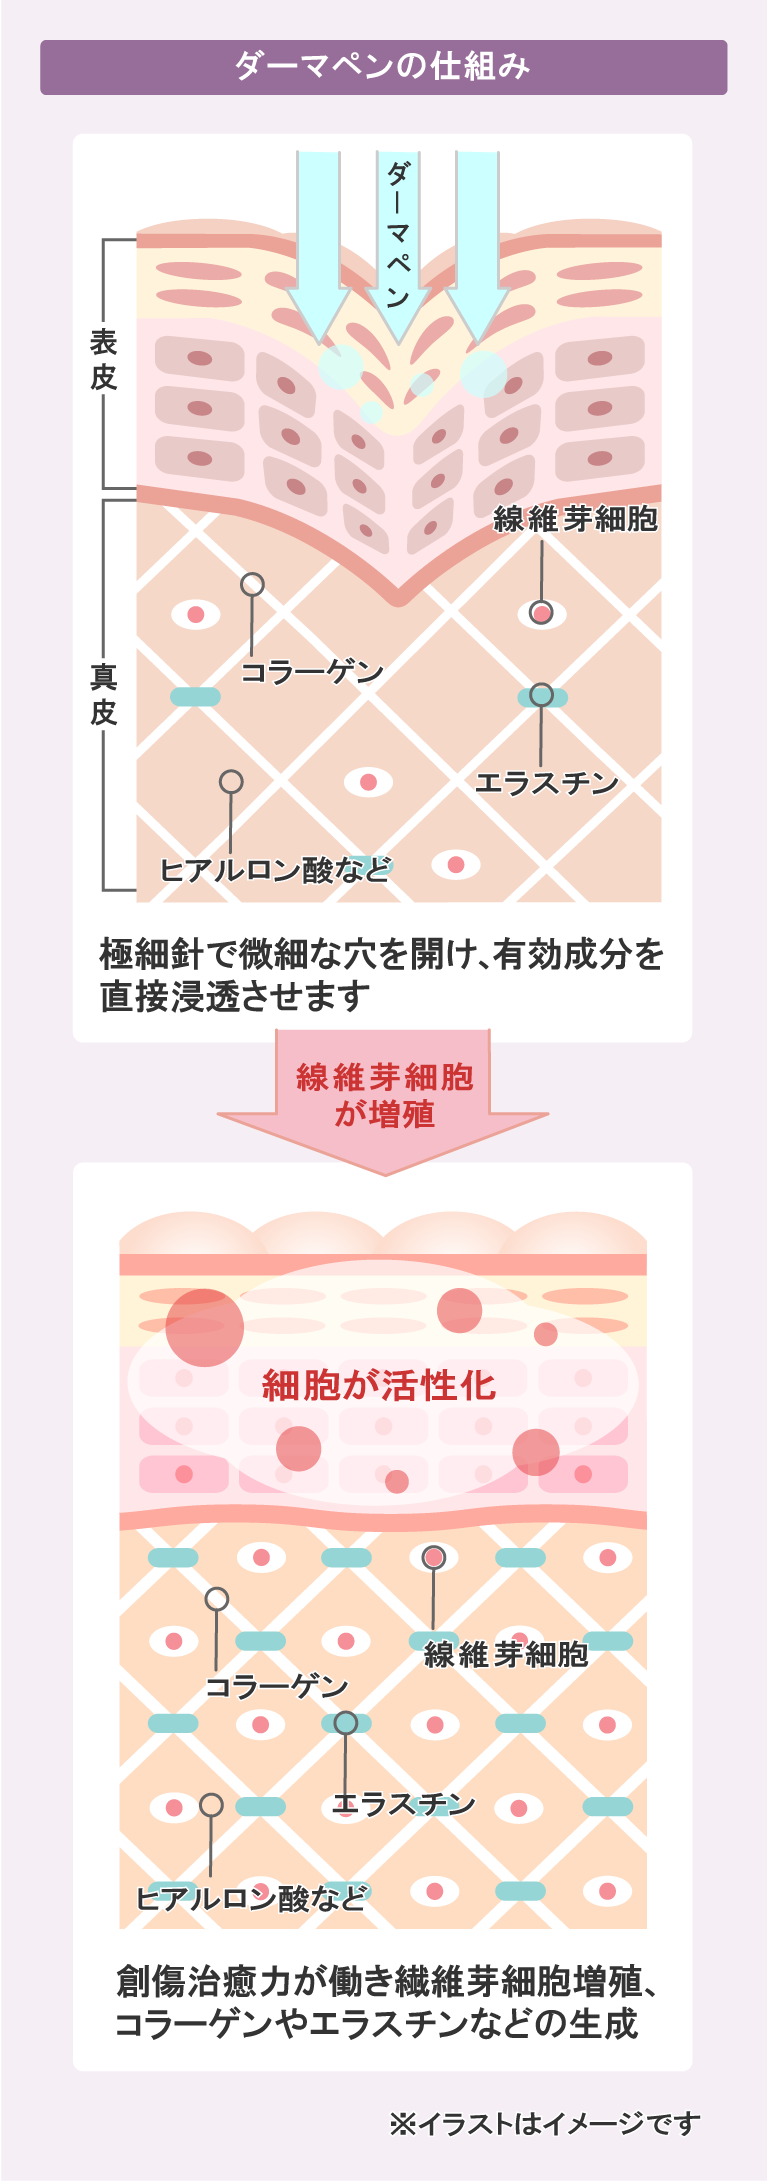 ダーマペンの仕組み
ダーマペン
表皮
線維芽細胞
コラーゲン
真皮
エラスチン
ヒアルロン酸など
極細針で微細な穴を開け、有効成分を
直接浸透させます
線維芽細胞
が増殖
細胞が活性化
線維芽細胞
コラーゲン
エラスチン
ヒアルロン酸など
創傷治癒力が働き繊維芽細胞増殖、
コラーゲンやエラスチンなどの生成
※イラストはイメージです